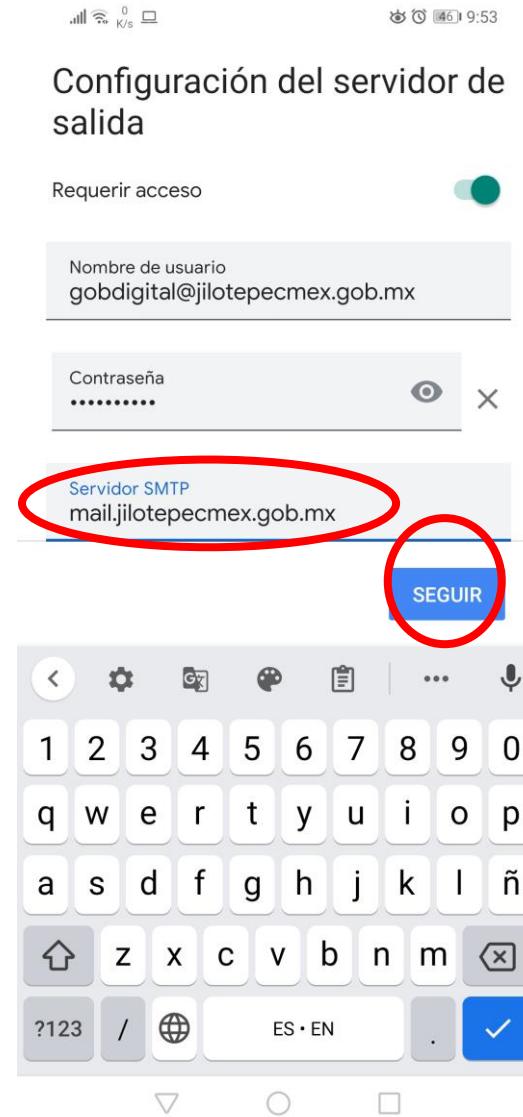 0
K/s
46
9:53
Configuración del servidor de
salida
Requerir acceso
Nombre de usuario
gobdigital@jilotepecmex.gob.mx
Contraseña
••••••••••
Servidor SMTP
mail.jilotepecmex.gob.mx
SEGUIR
1 2 3 4 5 6 7 8 9 0
q w e r t y u i o p
a s d f g h j k l ñ
z x c v b n m
?123 / ES • EN .